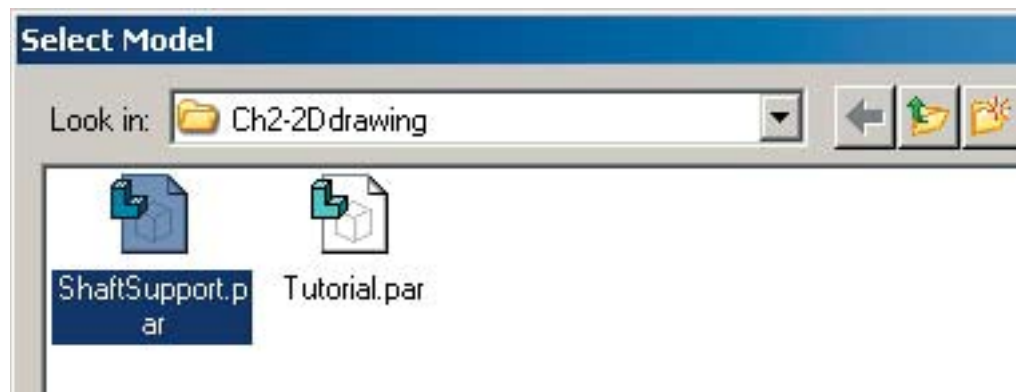 Select Model
Look in: Ch2-2Ddrawing
ShaftSupport.p
ar
Tutorial.par